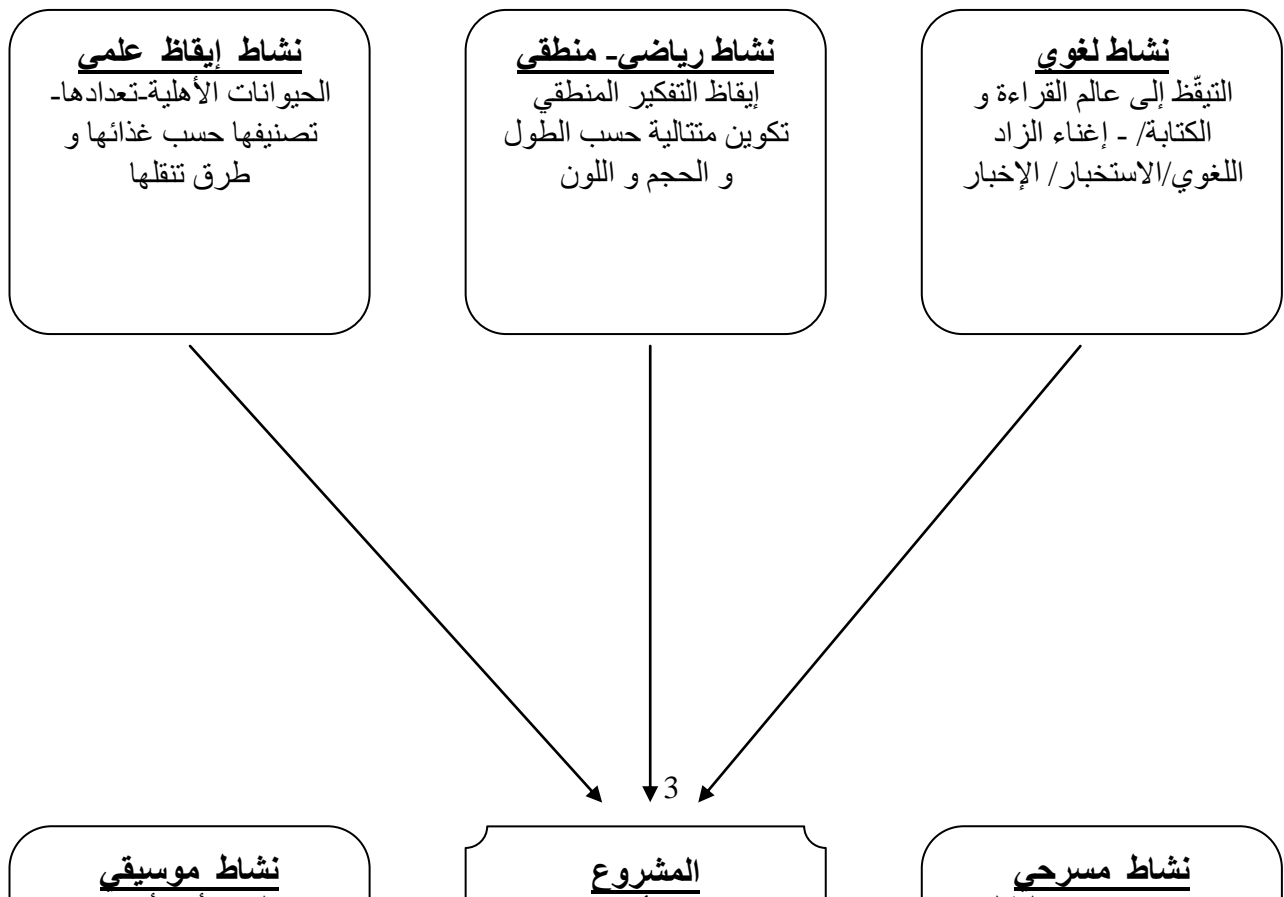 نشاط لغوي
التيقّظ إلى عالم القراءة و
الكتابة/ - إغناء الزاد
اللغوي/الاستخبار/ الإخبار
نشاط رياضي- منطقي
إيقاظ التفكير المنطقي
تكوين متتالية حسب الطول
و الحجم و اللون
نشاط إيقاظ علمي
الحيوانات الأهلية-تعدادها-
تصنيفها حسب غذائها و
طرق تنقلها
3
نشاط مسرحي
المشروع
نشاط موسيقي